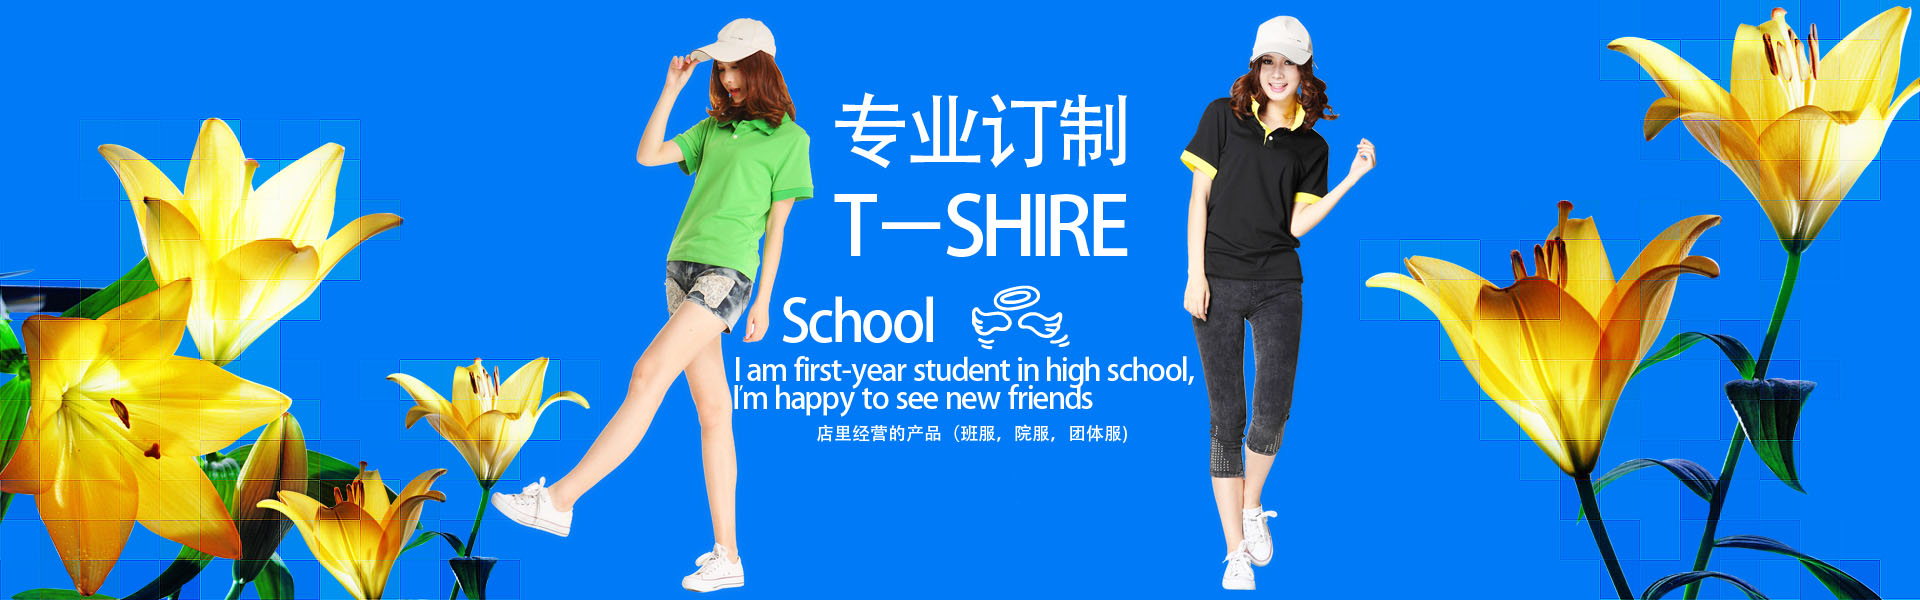 专业订制
T—SHIRE
School
I am first-year student in high school,
I'm happy to see new friends
店里经营的产品（班服，院服，团体服）